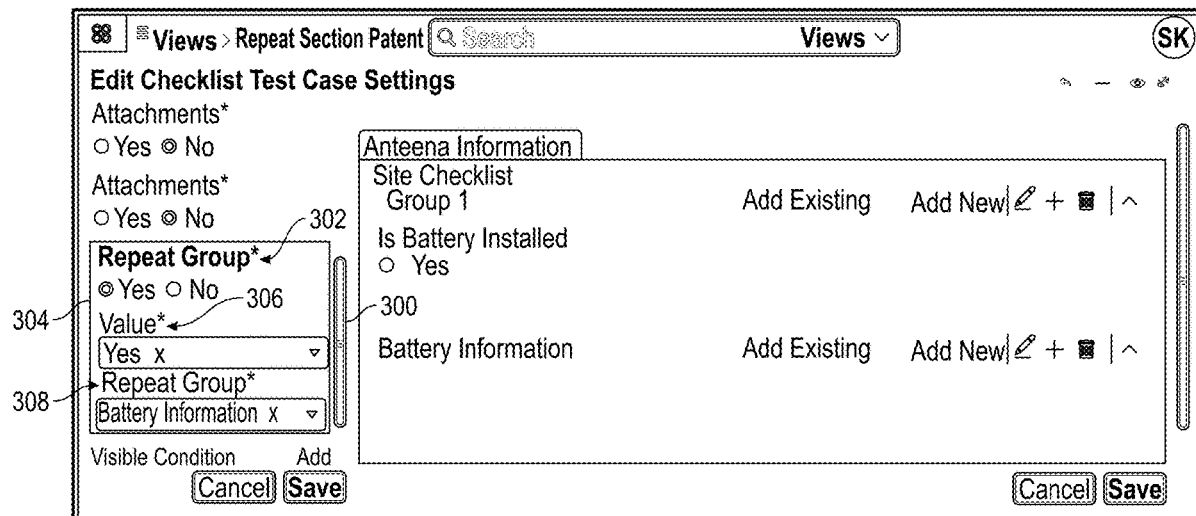 Views > Repeat Section Patent Search Views SK
Edit Checklist Test Case Settings
Attachments*
Yes No
Attachments*
Yes No
302
Repeat Group*
Yes No
306
304
Value*
Yes x
308
Repeat Group*
Battery Information x
Visible Condition Add
Cancel Save
300
Anteena Information
Site Checklist
Group 1 Add Existing Add New
Is Battery Installed
Yes
Battery Information Add Existing Add New
Cancel Save